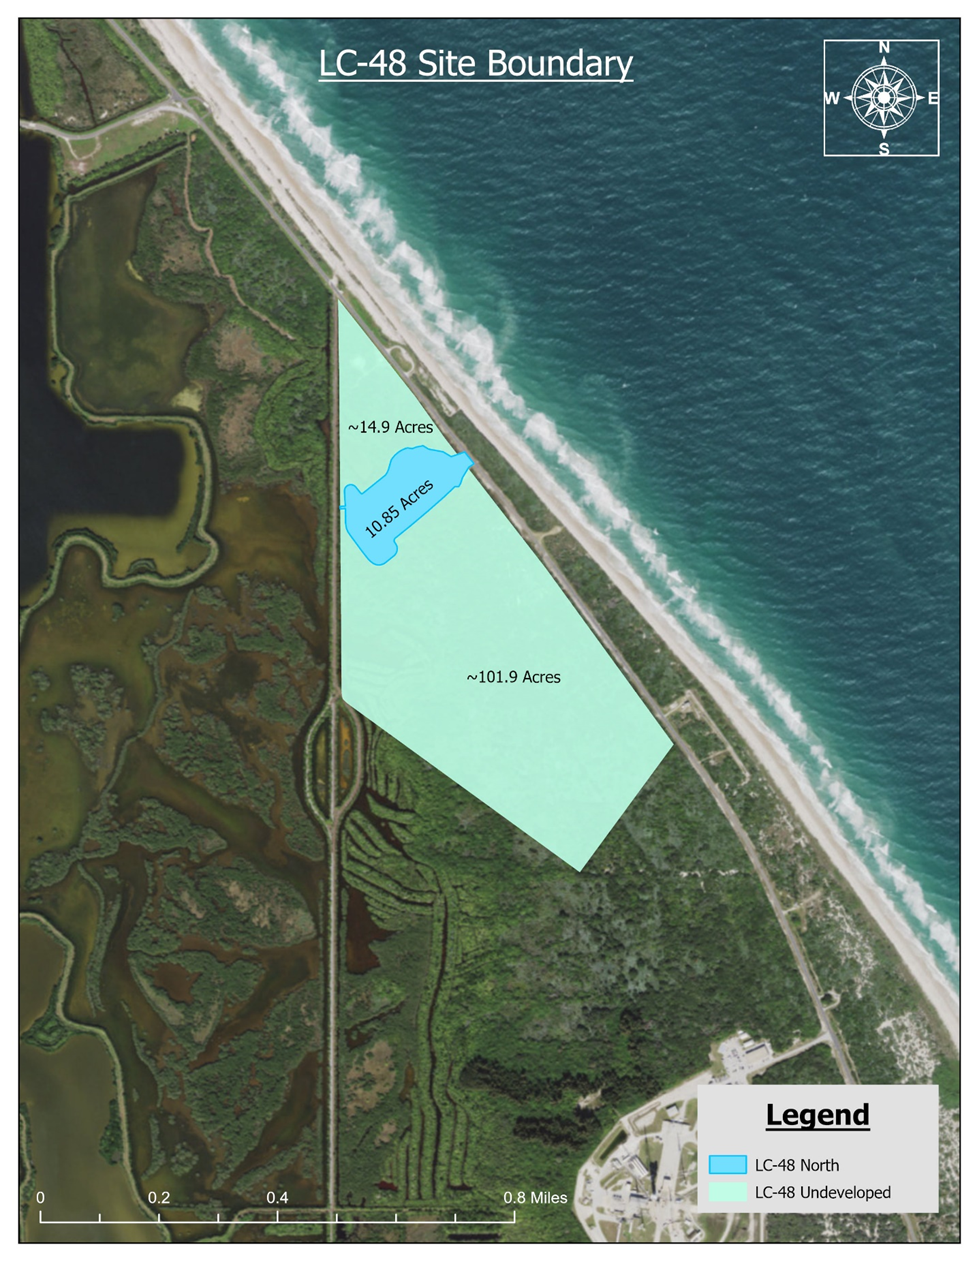 LC-48 Site Boundary
N
W E
S
~14.9 Acres
10.85 Acres
~101.9 Acres
Legend
LC-48 North
LC-48 Undeveloped
0 0.2 0.4 0.8 Miles